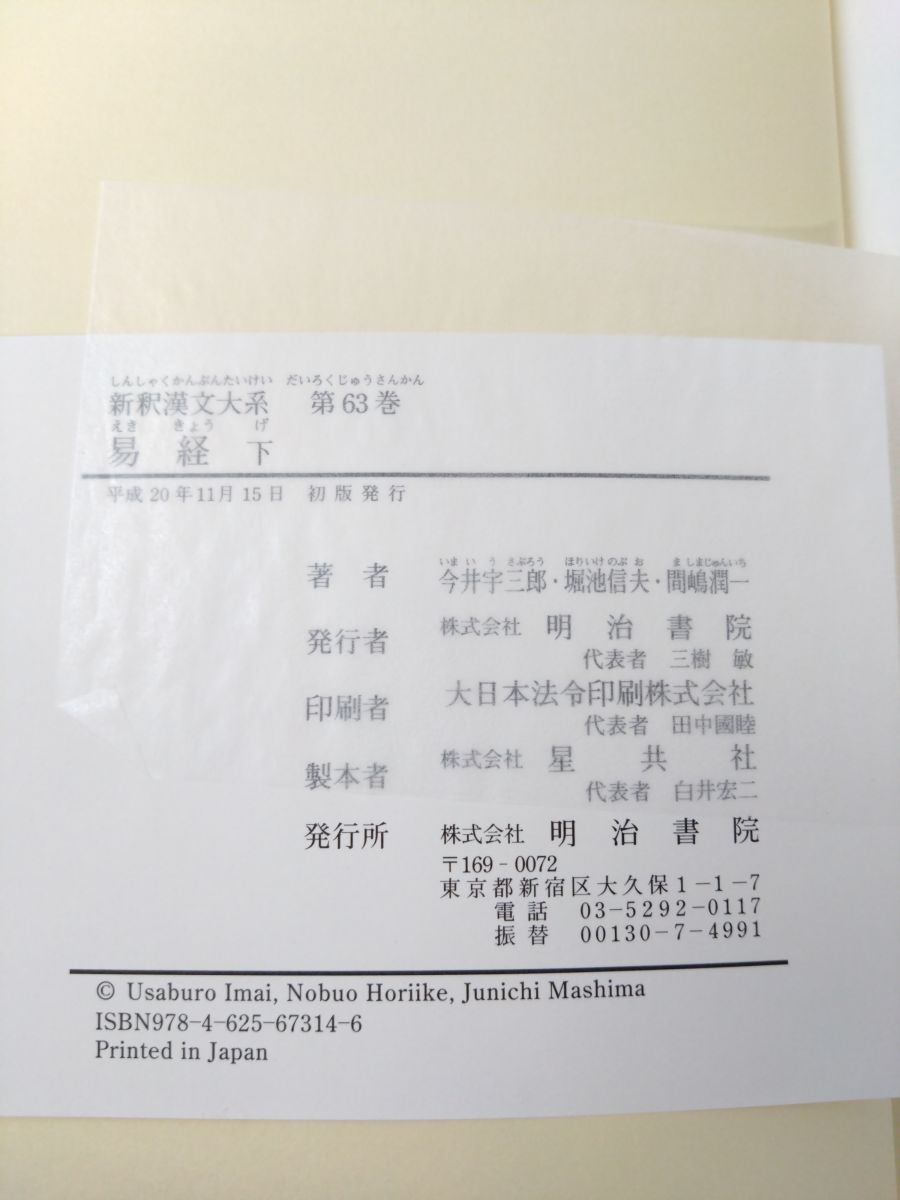 しんしゃくかんぶんたいけい だいろくじゅうさんかん
新釈漢文大系 第63巻
えき きょう げ
易経 下
平成20年11月15日 初版発行
いまいうさぶろう ほりいけのぶお ましまじゅんいち
著者 今井宇三郎・堀池信夫・間嶋潤一
発行者 株式会社 明治書院
代表者 三樹 敏
印刷者 大日本法令印刷株式会社
代表者 田中國睦
製本者 株式会社 星共社
代表者 白井宏二
発行所 株式会社 明治書院
〒169-0072
東京都新宿区大久保1-1-7
電話 03-5292-0117
振替 00130-7-4991
© Usaburo Imai, Nobuo Horiike, Junichi Mashima
ISBN978-4-625-67314-6
Printed in Japan